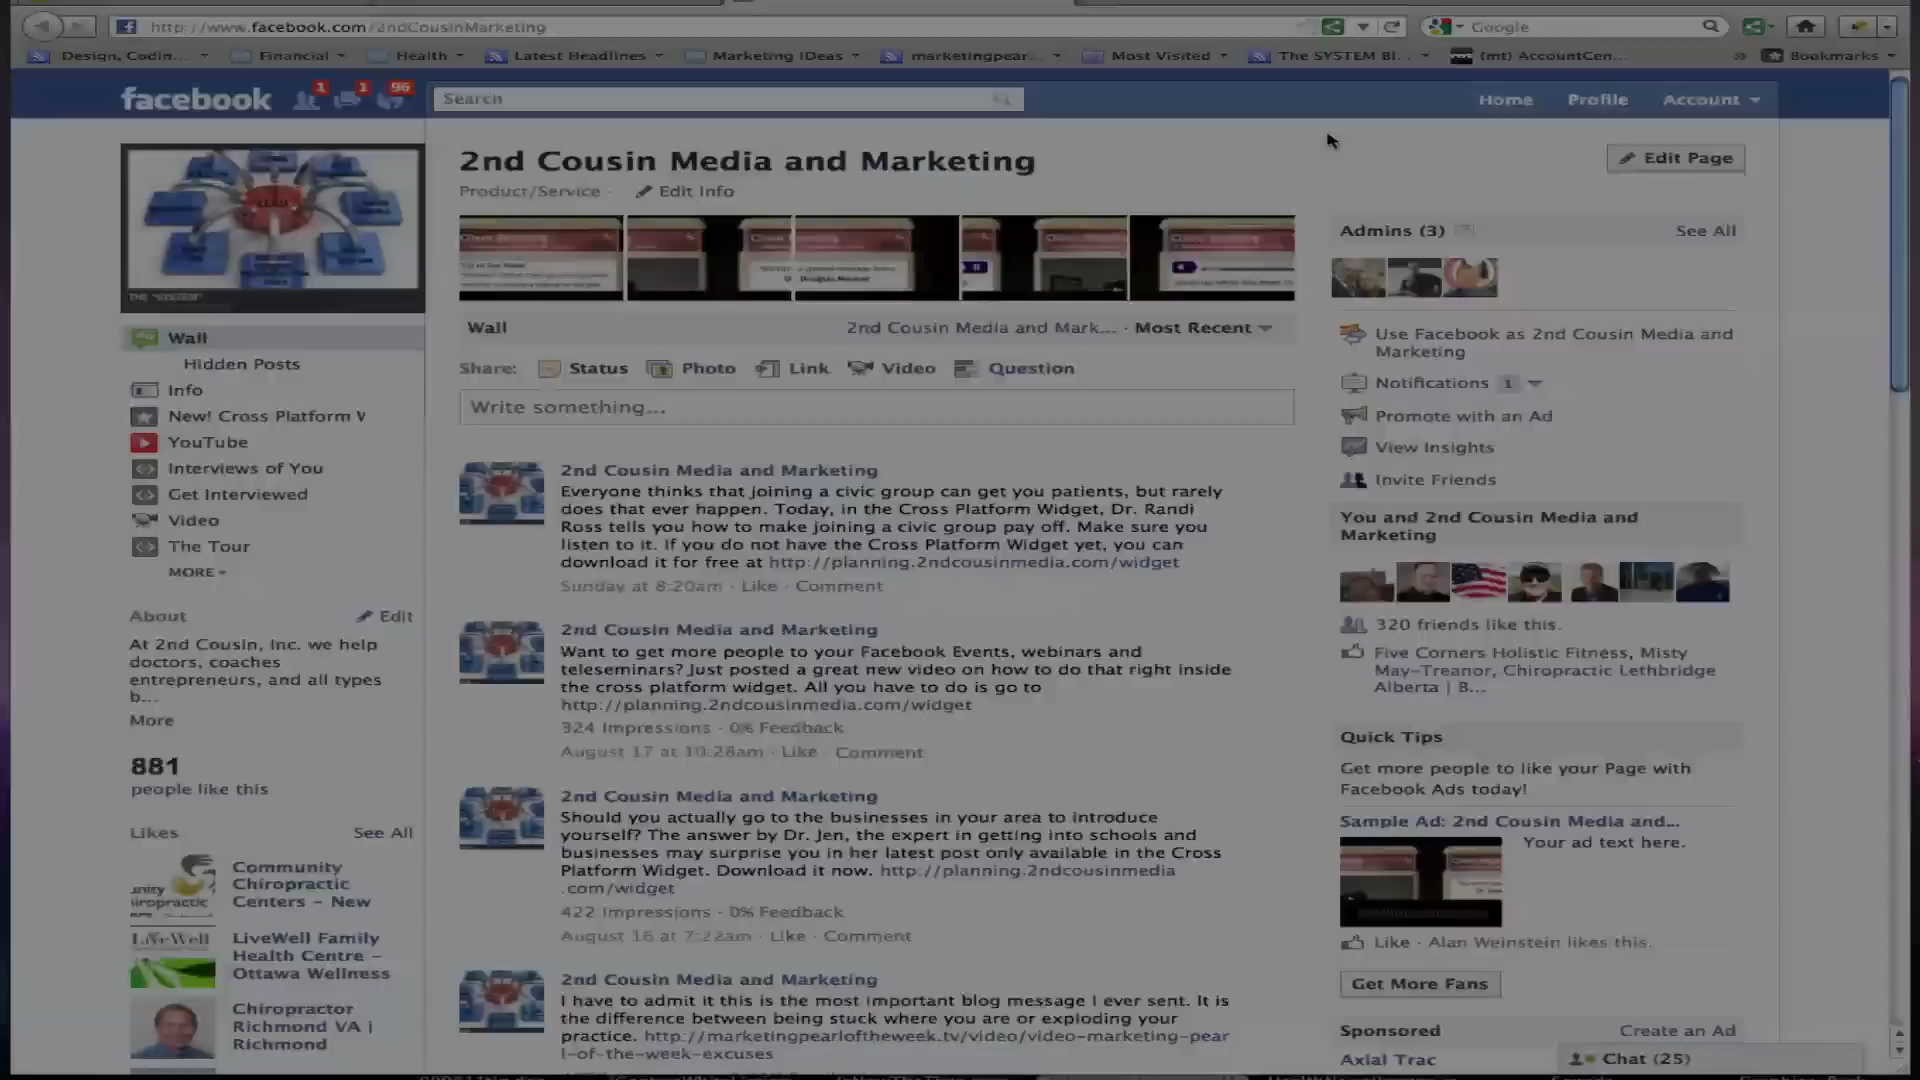 http://www.facebook.com/2ndCousinMarketing
Google
Design, Codin...
Financial
Health
Latest Headlines
Marketing IDeas
marketingpear...
Most Visited
The SYSTEM Bl...
(mt) AccountCen...
»
Bookmarks
facebook
1
1
96
Search
Home
Profile
Account
2nd Cousin Media and Marketing
Product/Service ·
Edit Info
Edit Page
Wall
Hidden Posts
Info
New! Cross Platform W
YouTube
Interviews of You
Get Interviewed
Video
The Tour
MORE
About
Edit
At 2nd Cousin, Inc. we help
doctors, coaches
entrepreneurs, and all types
b...
More
881
people like this
Likes
See All
Community
Chiropractic
Centers - New
LiveWell
LiveWell Family
Health Centre -
Ottawa Wellness
Chiropractor
Richmond VA |
Richmond
Wall
2nd Cousin Media and Mark... · Most Recent
Share:
Status
Photo
Link
Video
Question
Write something...
2nd Cousin Media and Marketing
Everyone thinks that joining a civic group can get you patients, but rarely
does that ever happen. Today, in the Cross Platform Widget, Dr. Randi
Ross tells you how to make joining a civic group pay off. Make sure you
listen to it. If you do not have the Cross Platform Widget yet, you can
download it for free at http://planning.2ndcousinmedia.com/widget
Sunday at 8:20am · Like · Comment
2nd Cousin Media and Marketing
Want to get more people to your Facebook Events, webinars and
teleseminars? Just posted a great new video on how to do that right inside
the cross platform widget. All you have to do is go to
http://planning.2ndcousinmedia.com/widget
324 Impressions · 0% Feedback
August 17 at 10:28am · Like · Comment
2nd Cousin Media and Marketing
Should you actually go to the businesses in your area to introduce
yourself? The answer by Dr. Jen, the expert in getting into schools and
businesses may surprise you in her latest post only available in the Cross
Platform Widget. Download it now. http://planning.2ndcousinmedia
.com/widget
422 Impressions · 0% Feedback
August 16 at 7:22am · Like · Comment
2nd Cousin Media and Marketing
I have to admit it this is the most important blog message I ever sent. It is
the difference between being stuck where you are or exploding your
practice. http://marketingpearloftheweek.tv/video/video-marketing-pear
l-of-the-week-excuses
Admins (3)
See All
Use Facebook as 2nd Cousin Media and
Marketing
Notifications 1
Promote with an Ad
View Insights
Invite Friends
You and 2nd Cousin Media and
Marketing
320 friends like this.
Five Corners Holistic Fitness, Misty
May-Treanor, Chiropractic Lethbridge
Alberta | B...
Quick Tips
Get more people to like your Page with
Facebook Ads today!
Sample Ad: 2nd Cousin Media and...
Your ad text here.
Like · Alan Weinstein likes this.
Get More Fans
Sponsored
Create an Ad
Axial Trac
Chat (25)